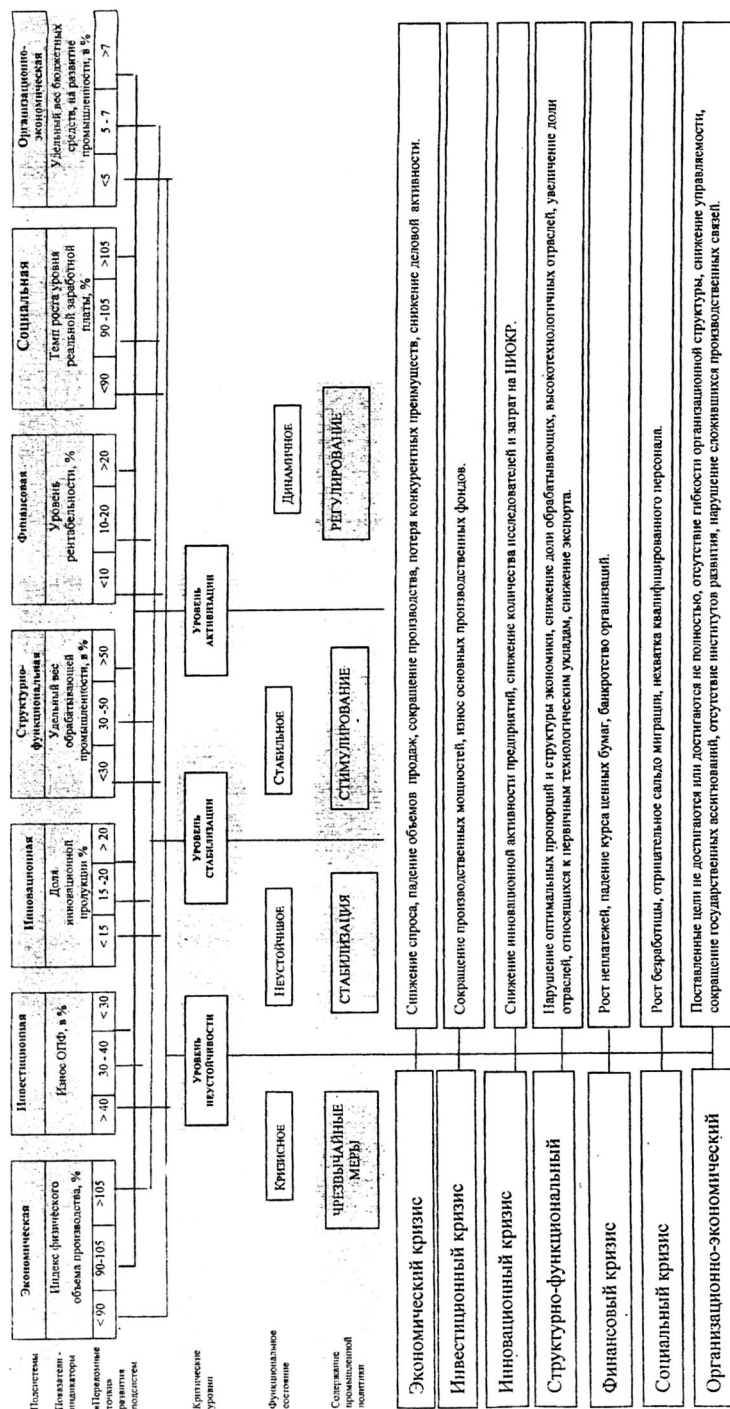 Подсистемы
Экономическая
Инвестиционная
Инновационная
Структурно-
функциональная
Финансовая
Социальная
Организационно-
экономическая
Показатели -
индикаторы
Индекс физического
объема производства, %
Износ ОПФ, в %
Доля
инновационной
продукции %
Удельный вес
обрабатывающей
промышленности, в %
Уровень
рентабельности, %
Темп роста уровня
реальной заработной
платы, %
Удельный вес бюджетных
средств, на развитие
промышленности, в %
«Переломные
точки»
развития
подсистем
< 90
90-105
>105
> 40
30 - 40
< 30
< 15
15 -20
> 20
<30
30 -50
>50
<10
10-20
>20
<90
90 -105
>105
<5
5 - 7
>7
Критические
уровни
УРОВЕНЬ
НЕУСТОЙЧИВОСТИ
УРОВЕНЬ
СТАБИЛИЗАЦИИ
УРОВЕНЬ
АКТИВИЗАЦИИ
Функциональное
состояние
КРИЗИСНОЕ
НЕУСТОЙЧИВОЕ
СТАБИЛЬНОЕ
ДИНАМИЧНОЕ
Содержание
промышленной
политики
ЧРЕЗВЫЧАЙНЫЕ
МЕРЫ
СТАБИЛИЗАЦИЯ
СТИМУЛИРОВАНИЕ
РЕГУЛИРОВАНИЕ
Экономический кризис
Снижение спроса, падение объемов продаж, сокращение производства, потеря конкурентных преимуществ, снижение деловой активности.
Инвестиционный кризис
Сокращение производственных мощностей, износ основных производственных фондов.
Инновационный кризис
Снижение инновационной активности предприятий, снижение количества исследователей и затрат на НИОКР.
Структурно-функциональный
Нарушение оптимальных пропорций и структуры экономики, снижение доли обрабатывающих, высокотехнологичных отраслей, увеличение доли
отраслей, относящихся к первичным технологическим укладам, снижение экспорта.
Финансовый кризис
Рост неплатежей, падение курса ценных бумаг, банкротство организаций.
Социальный кризис
Рост безработицы, отрицательное сальдо миграции, нехватка квалифицированного персонала.
Организационно-экономический
Поставленные цели не достигаются или достигаются не полностью, отсутствие гибкости организационной структуры, снижение управляемости,
сокращение государственных ассигнований, отсутствие институтов развития, нарушение сложившихся производственных связей.